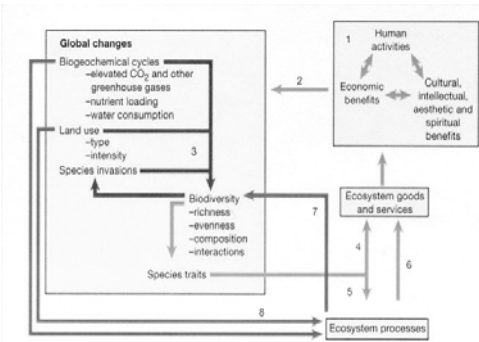 Global changes
Biogeochemical cycles
–elevated CO2 and other
greenhouse gases
–nutrient loading
–water consumption
Land use
–type
–intensity
Species invasions
3
Biodiversity
–richness
–evenness
–composition
–interactions
Species traits
2
1
Human
activities
Economic
benefits
Cultural,
intellectual,
aesthetic and
spiritual
benefits
Ecosystem goods
and services
7
4
6
5
8
Ecosystem processes